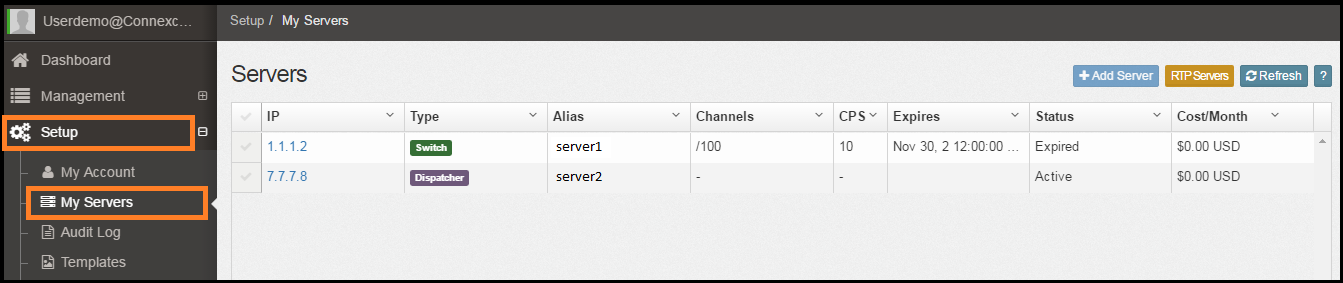 Userdemo@Connexc...
Setup / My Servers
Dashboard
Management
Setup
My Account
My Servers
Audit Log
Templates
Servers
Add Server RTP Servers Refresh ?
IP Type Alias Channels CPS Expires Status Cost/Month
1.1.1.2 Switch server1 /100 10 Nov 30, 2 12:00:00 ... Expired $0.00 USD
7.7.7.8 Dispatcher server2 - - Active $0.00 USD